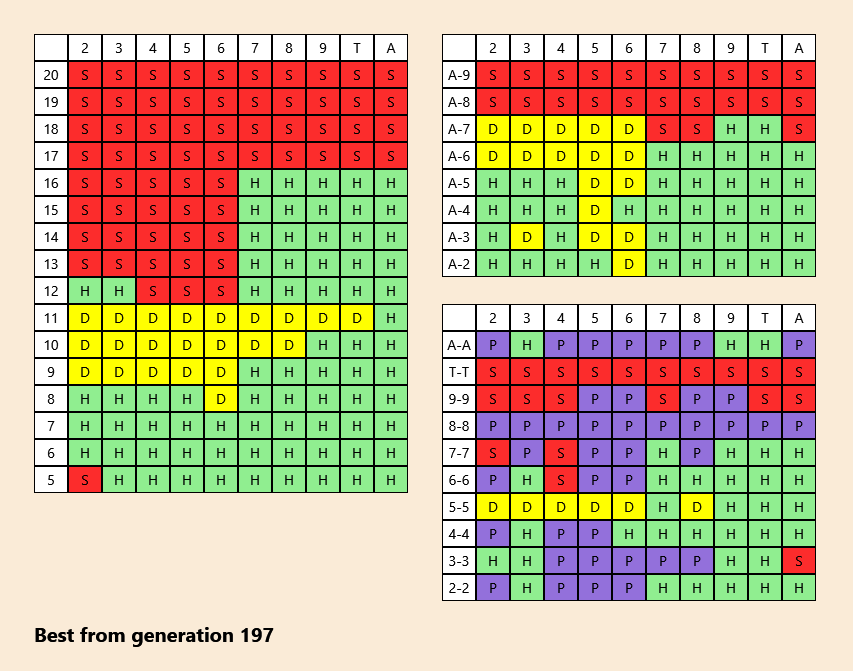 2 3 4 5 6 7 8 9 T A
20 S S S S S S S S S S
19 S S S S S S S S S S
18 S S S S S S S S S S
17 S S S S S S S S S S
16 S S S S S H H H H H
15 S S S S S H H H H H
14 S S S S S H H H H H
13 S S S S S H H H H H
12 H H S S S H H H H H
11 D D D D D D D D D H
10 D D D D D D D H H H
9 D D D D D H H H H H
8 H H H H D H H H H H
7 H H H H H H H H H H
6 H H H H H H H H H H
5 S H H H H H H H H H
2 3 4 5 6 7 8 9 T A
A-9 S S S S S S S S S S
A-8 S S S S S S S S S S
A-7 D D D D D S S H H S
A-6 D D D D D H H H H H
A-5 H H H D D H H H H H
A-4 H H H D H H H H H H
A-3 H D H D D H H H H H
A-2 H H H H D H H H H H
2 3 4 5 6 7 8 9 T A
A-A P H P P P P P H H P
T-T S S S S S S S S S S
9-9 S S S P P S P P S S
8-8 P P P P P P P P P P
7-7 S P S P P H P H H H
6-6 P H S P P H H H H H
5-5 D D D D D H D H H H
4-4 P H P P H H H H H H
3-3 H H P P P P P H H S
2-2 P H P P P H H H H H
Best from generation 197